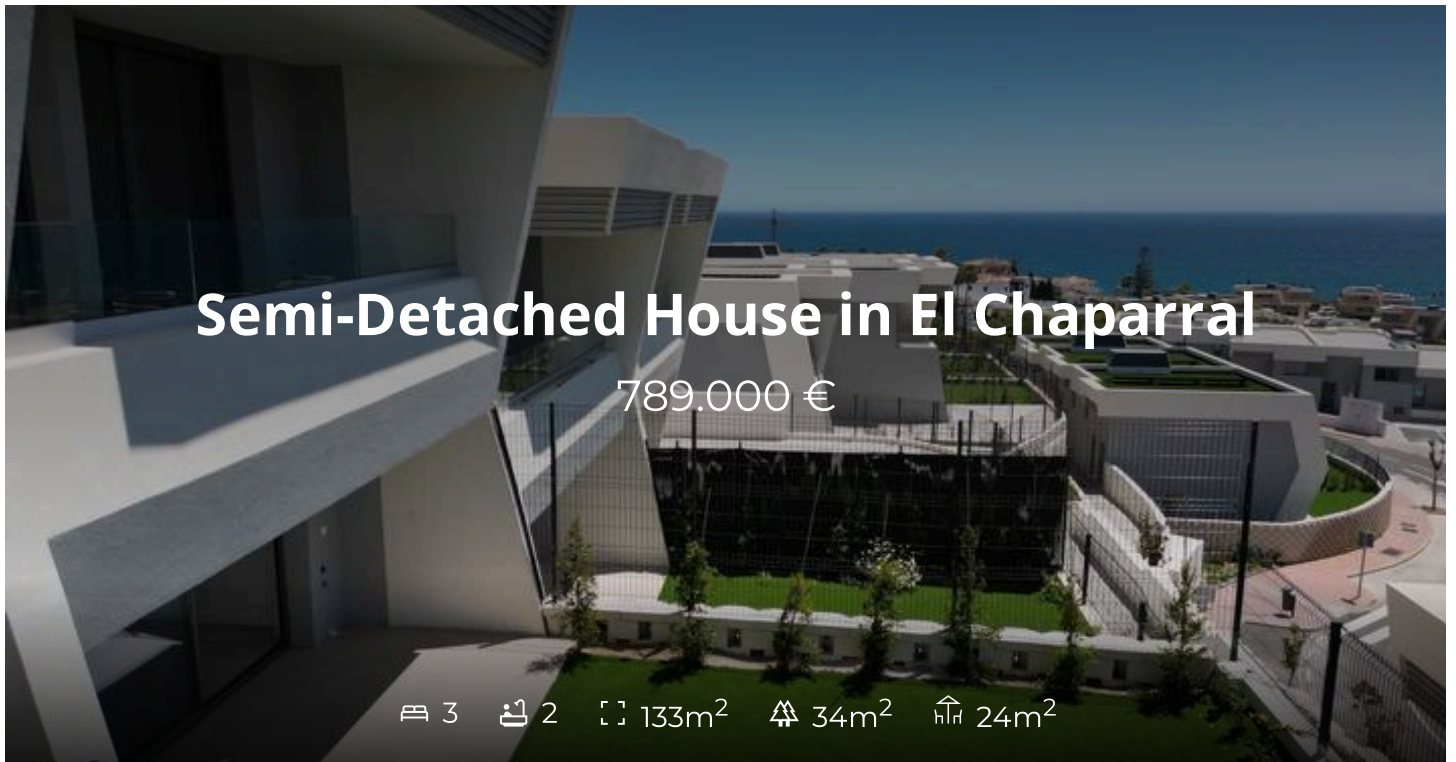 Semi-Detached House in El Chaparral
789.000 €
3 2 133m² 34m² 24m²